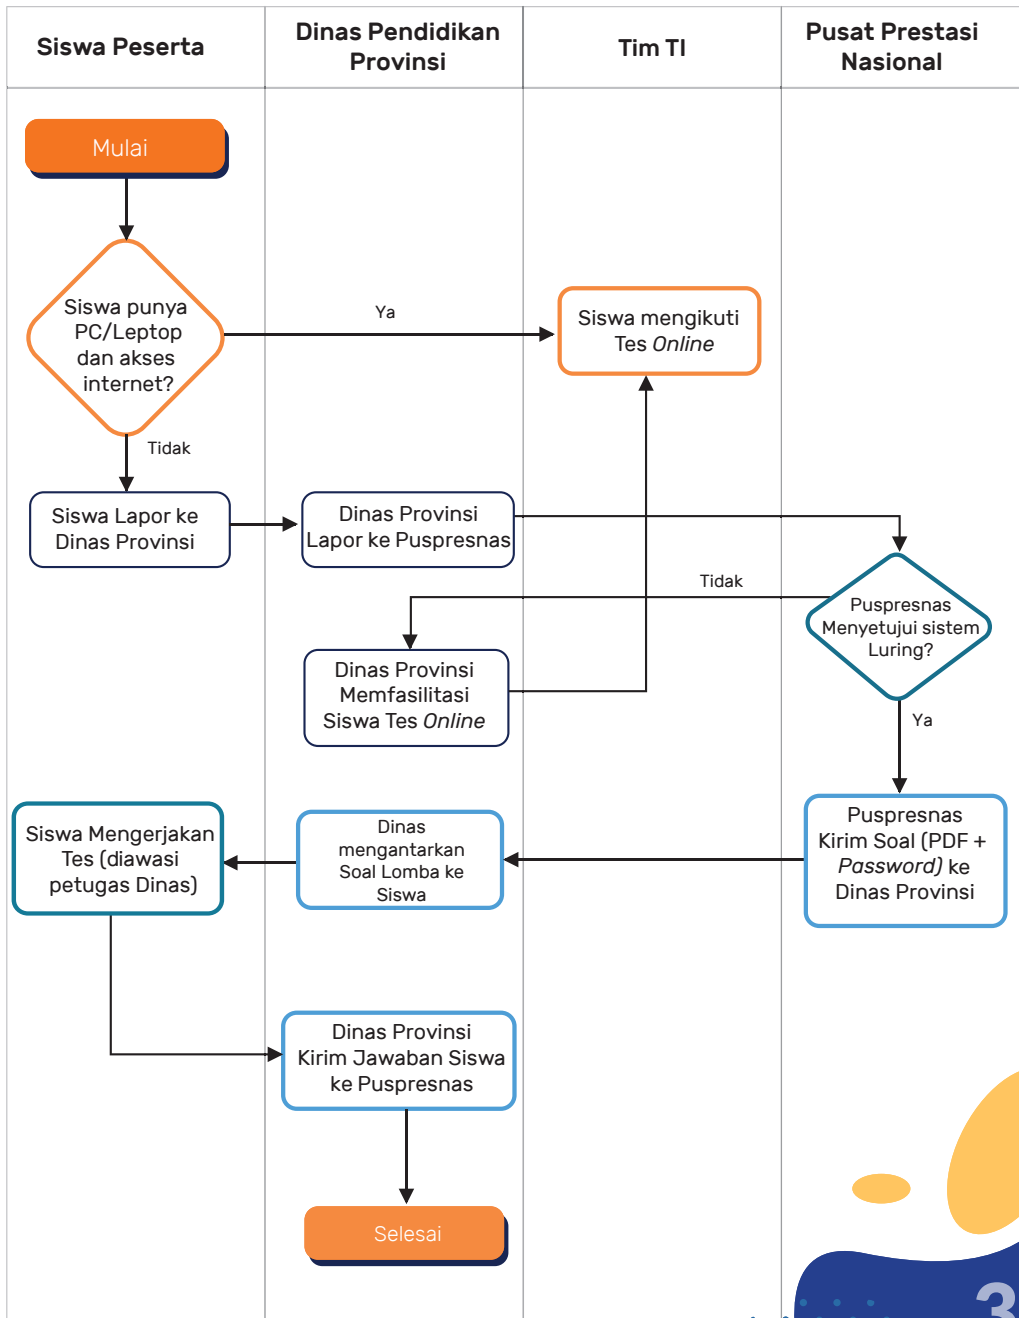 Siswa Peserta
Dinas Pendidikan
Provinsi
Tim TI
Pusat Prestasi
Nasional
Mulai
Siswa punya
PC/Leptop
dan akses
internet?
Ya
Siswa mengikuti
Tes Online
Tidak
Siswa Lapor ke
Dinas Provinsi
Dinas Provinsi
Lapor ke Puspresnas
Tidak
Puspresnas
Menyetujui sistem
Luring?
Dinas Provinsi
Memfasilitasi
Siswa Tes Online
Ya
Siswa Mengerjakan
Tes (diawasi
petugas Dinas)
Dinas
mengantarkan
Soal Lomba ke
Siswa
Puspresnas
Kirim Soal (PDF +
Password) ke
Dinas Provinsi
Dinas Provinsi
Kirim Jawaban Siswa
ke Puspresnas
Selesai
3